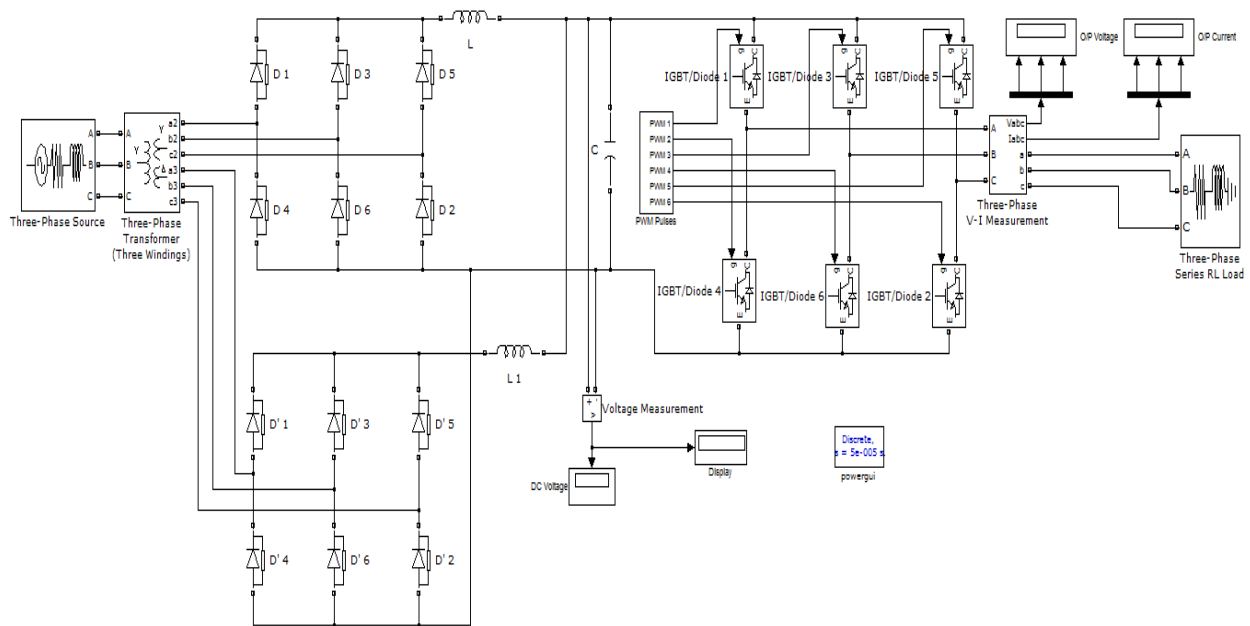 D 1
D 3
D 5
L
D 4
D 6
D 2
A
B
C
Three-Phase Source
A
B
C
Y
Y
Δ
a2
b2
c2
a3
b3
c3
Three-Phase
Transformer
(Three Windings)
C
IGBT/Diode 1
g
C
E
IGBT/Diode 3
g
C
E
IGBT/Diode 5
g
C
E
PWM 1
PWM 2
PWM 3
PWM 4
PWM 5
PWM 6
PWM Pulses
IGBT/Diode 4
g
C
E
IGBT/Diode 6
g
C
E
IGBT/Diode 2
g
C
E
O/P Voltage
O/P Current
A
B
C
Vabc
Iabc
a
b
c
Three-Phase
V-I Measurement
A
B
C
Three-Phase
Series RL Load
L 1
D' 1
D' 3
D' 5
D' 4
D' 6
D' 2
+
-
v
Voltage Measurement
DC Voltage
Display
Discrete,
s = 5e-005 s.
powergui